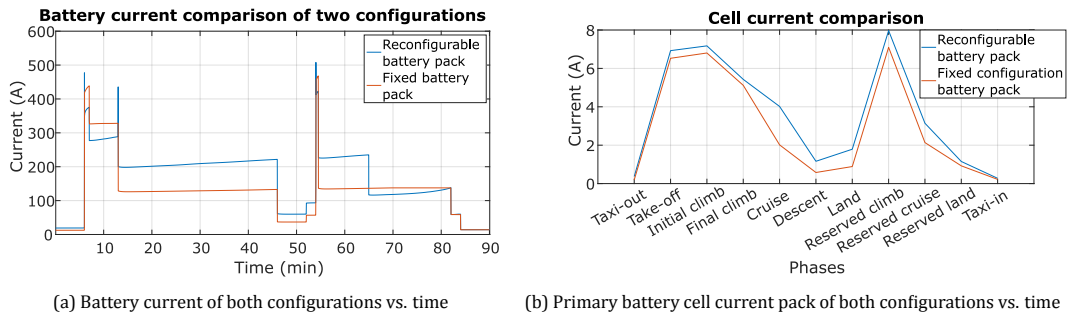 Battery current comparison of two configurations
600
500
400
300
200
100
0
Current (A)
Reconfigurable
battery pack
Fixed battery
pack
10
20
30
40
50
60
70
80
90
Time (min)
(a) Battery current of both configurations vs. time
Cell current comparison
8
6
4
2
0
Current (A)
Reconfigurable
battery pack
Fixed configuration
battery pack
Taxi-out
Take-off
Initial climb
Final climb
Cruise
Descent
Land
Reserved climb
Reserved cruise
Reserved land
Taxi-in
Phases
(b) Primary battery cell current pack of both configurations vs. time